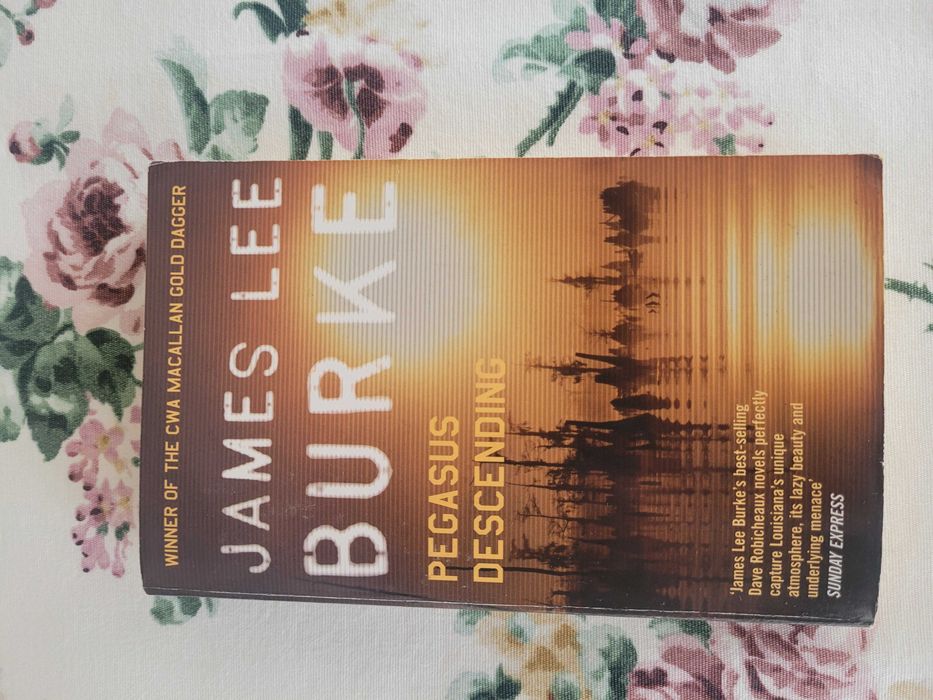 WINNER OF THE CWA MACALLAN GOLD DAGGER
JAMES LEE
BURKE
PEGASUS
DESCENDING
'James Lee Burke's best-selling
Dave Robicheaux novels perfectly
capture Louisiana's unique
atmosphere, its lazy beauty and
underlying menace'
SUNDAY EXPRESS